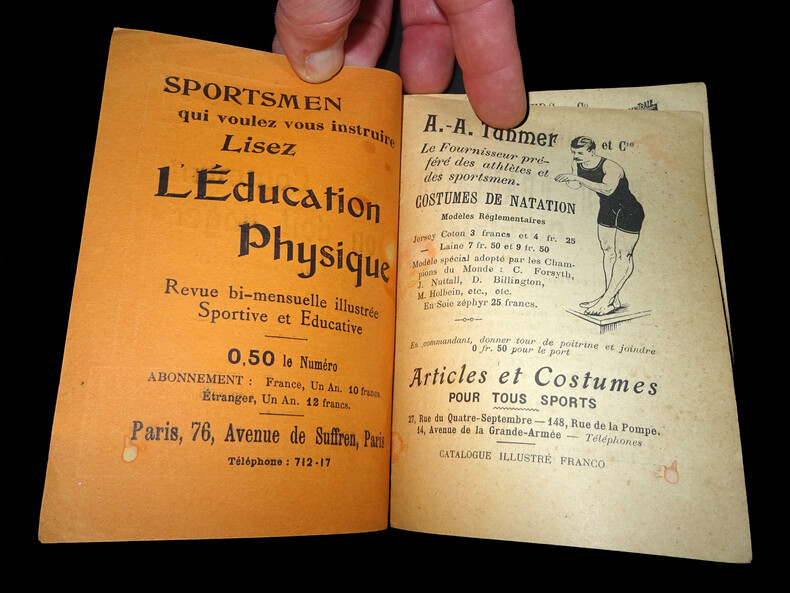 SPORTSMEN
qui voulez vous instruire
Lisez
L'Éducation
Physique
Revue bi-mensuelle illustrée
Sportive et Educative
0,50 le Numéro
ABONNEMENT : France, Un An. 10 francs.
Étranger, Un An. 12 francs.
Paris, 76, Avenue de Suffren, Paris
Téléphone : 712-17
A.-A. Tunmer et Cie
Le Fournisseur pré-
féré des athlètes et
des sportsmen.
COSTUMES DE NATATION
Modèles Réglementaires
Jersey Coton 3 francs et 4 fr. 25
— Laine 7 fr. 50 et 9 fr. 50
Modèle spécial adopté par les Cham-
pions du Monde : C. Forsyth,
J. Nuttall, D. Billington,
M. Holbein, etc., etc.
En Soie zéphyr 25 francs.
En commandant, donner tour de poitrine et joindre
0 fr. 50 pour le port
Articles et Costumes
POUR TOUS SPORTS
27, Rue du Quatre-Septembre — 148, Rue de la Pompe.
14, Avenue de la Grande-Armée — Téléphones
CATALOGUE ILLUSTRÉ FRANCO